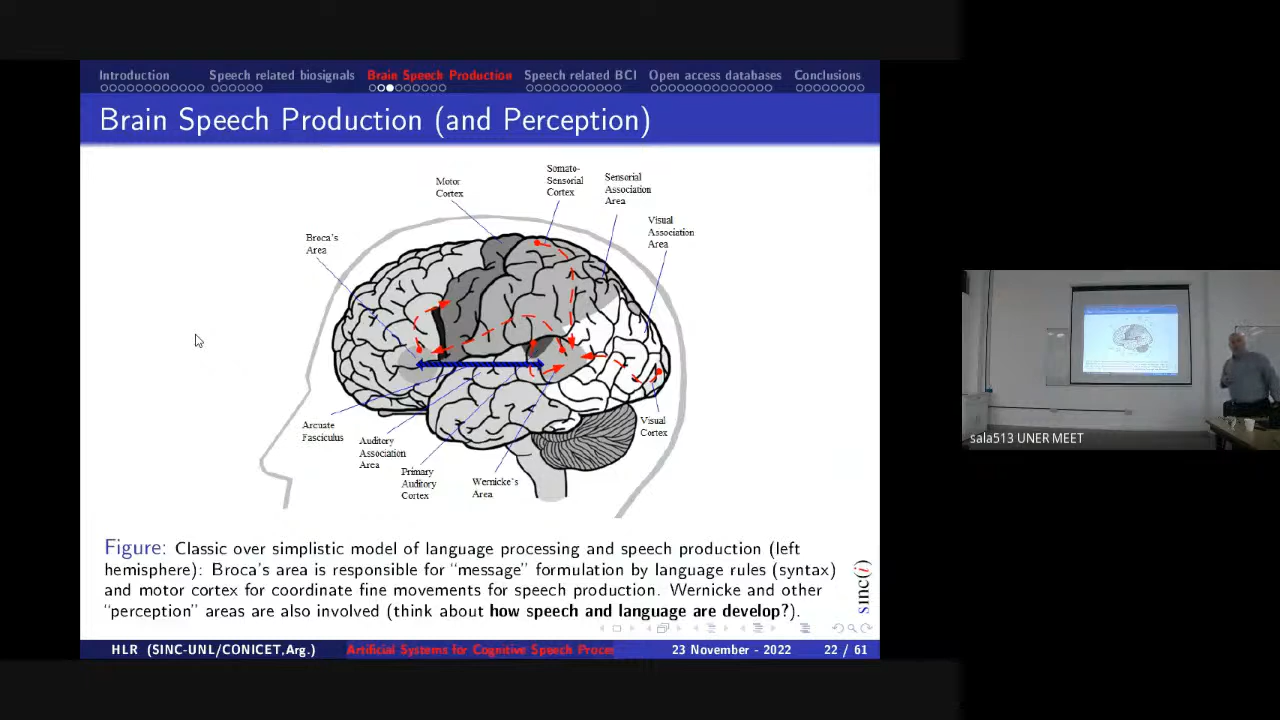 Introduction Speech related biosignals Brain Speech Production Speech related BCI Open access databases Conclusions
Brain Speech Production (and Perception)
Somato-
Sensorial
Cortex
Sensorial
Association
Area
Motor
Cortex
Visual
Association
Area
Broca's
Area
Arcuate
Fasciculus
Auditory
Association
Area
Primary
Auditory
Cortex
Wernicke's
Area
Visual
Cortex
Figure: Classic over simplistic model of language processing and speech production (left
hemisphere): Broca's area is responsible for "message" formulation by language rules (syntax)
and motor cortex for coordinate fine movements for speech production. Wernicke and other
"perception" areas are also involved (think about how speech and language are develop?).
sinc(i)
HLR (SINC-UNL/CONICET,Arg.) Artificial Systems for Cognitive Speech Proce 23 November - 2022 22 / 61
sala513 UNER MEET